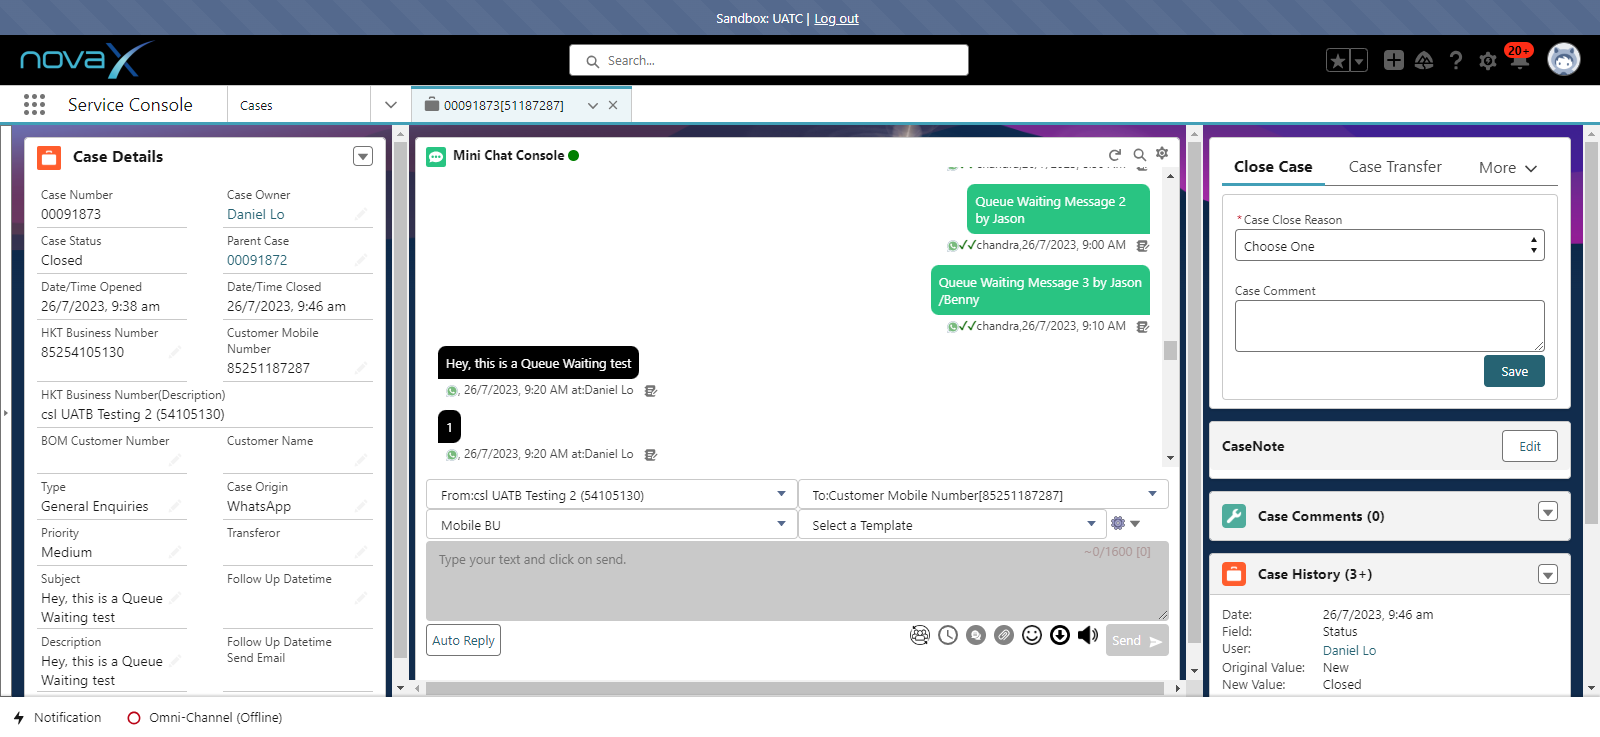 Sandbox: UATC | Log out
novaX
Search...
20+
Service Console
Cases
00091873[51187287]
Case Details
Case Number
00091873
Case Owner
Daniel Lo
Case Status
Closed
Parent Case
00091872
Date/Time Opened
26/7/2023, 9:38 am
Date/Time Closed
26/7/2023, 9:46 am
HKT Business Number
85254105130
Customer Mobile
Number
85251187287
HKT Business Number(Description)
csl UATB Testing 2 (54105130)
BOM Customer Number
Customer Name
Type
General Enquiries
Case Origin
WhatsApp
Priority
Medium
Transferor
Subject
Hey, this is a Queue
Waiting test
Follow Up Datetime
Description
Hey, this is a Queue
Waiting test
Follow Up Datetime
Send Email
Mini Chat Console
Queue Waiting Message 2
by Jason
chandra,26/7/2023, 9:00 AM
Queue Waiting Message 3 by Jason
/Benny
chandra,26/7/2023, 9:10 AM
Hey, this is a Queue Waiting test
, 26/7/2023, 9:20 AM at:Daniel Lo
1
, 26/7/2023, 9:20 AM at:Daniel Lo
From:csl UATB Testing 2 (54105130)
To:Customer Mobile Number[85251187287]
Mobile BU
Select a Template
Type your text and click on send.
~0/1600 [0]
Auto Reply
Send
Close Case
Case Transfer
More
*Case Close Reason
Choose One
Case Comment
Save
CaseNote
Edit
Case Comments (0)
Case History (3+)
Date: 26/7/2023, 9:46 am
Field: Status
User: Daniel Lo
Original Value: New
New Value: Closed
Notification
Omni-Channel (Offline)